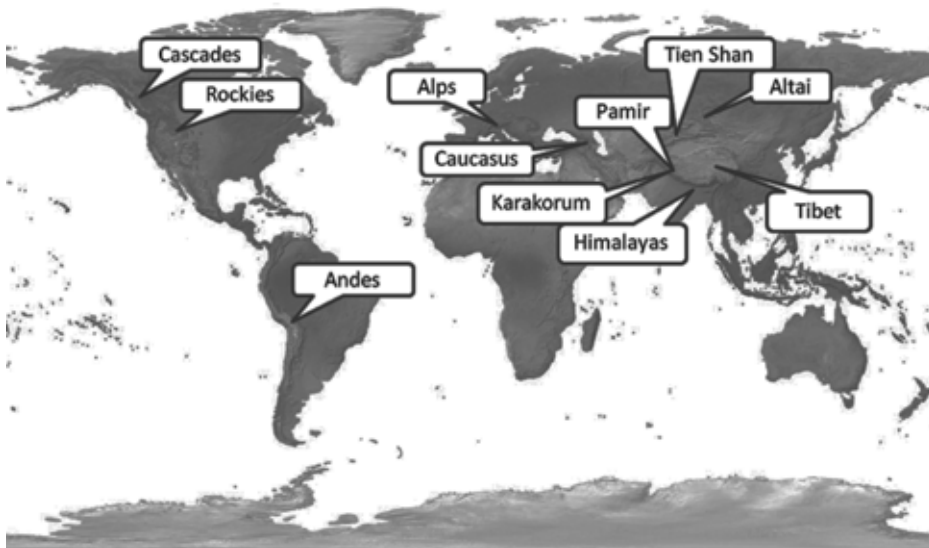 Cascades
Rockies
Alps
Tien Shan
Altai
Pamir
Caucasus
Karakorum
Himalayas
Tibet
Andes